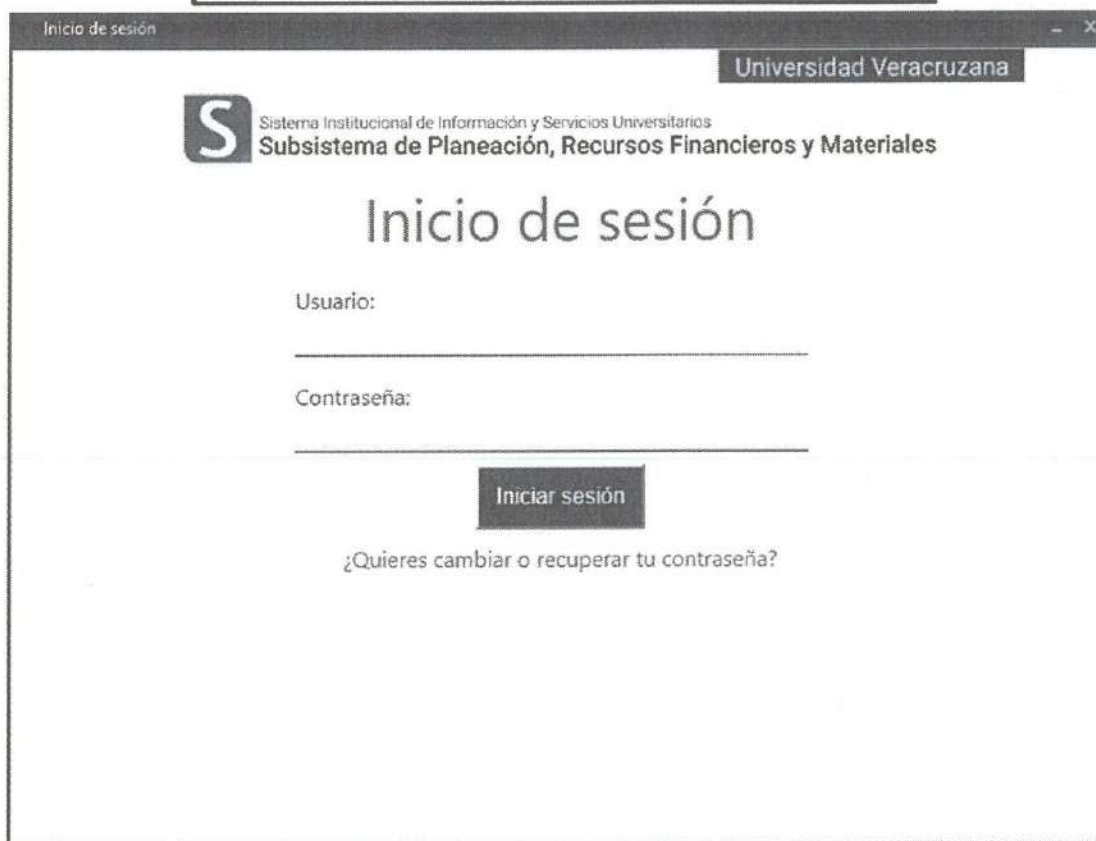 Inicio de sesión
Universidad Veracruzana
S
Sistema Institucional de Información y Servicios Universitarios
Subsistema de Planeación, Recursos Financieros y Materiales
Inicio de sesión
Usuario:
Contraseña:
Iniciar sesión
¿Quieres cambiar o recuperar tu contraseña?